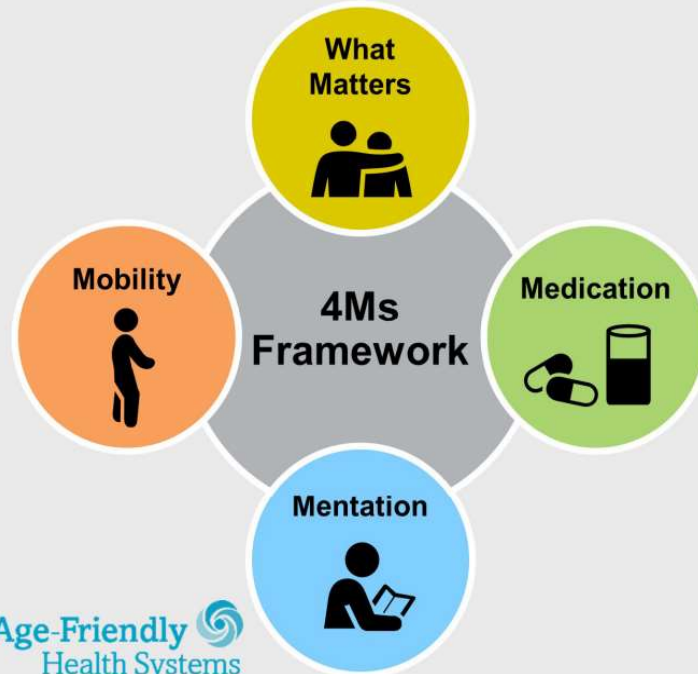 What
Matters
Mobility
4Ms
Framework
Medication
Mentation
Age-Friendly
Health Systems